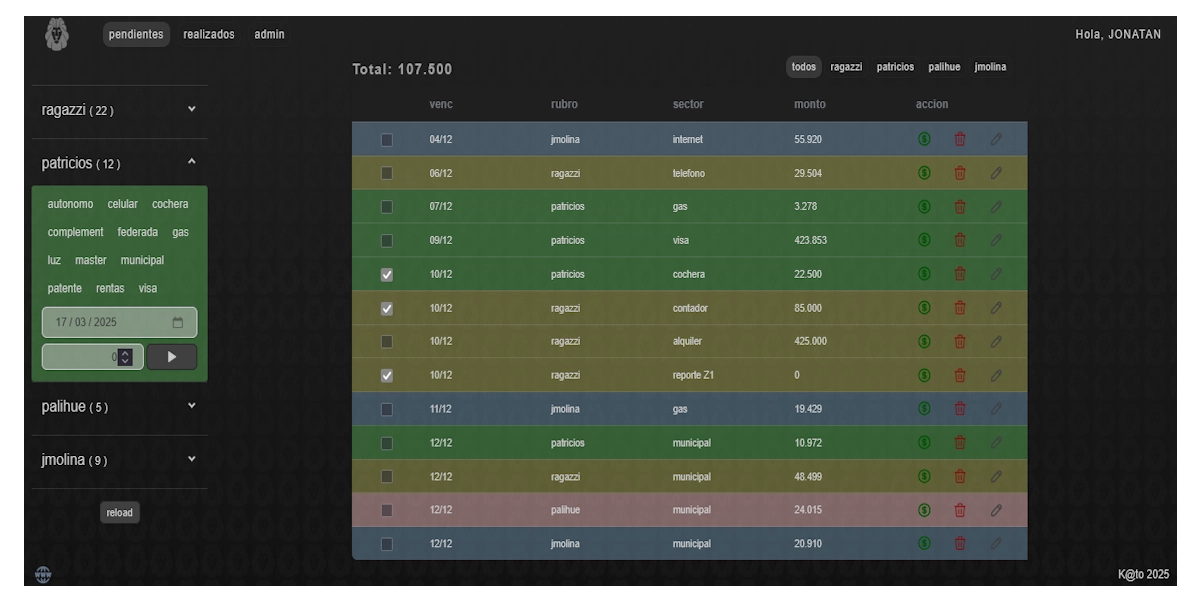 pendientes realizados admin
Hola, JONATAN
Total: 107.500
todos ragazzi patricios palihue jmolina
ragazzi ( 22 )
patricios ( 12 )
autonomo celular cochera
complement federada gas
luz master municipal
patente rentas visa
17 / 03 / 2025
0
palihue ( 5 )
jmolina ( 9 )
reload
venc rubro sector monto accion
04/12 jmolina internet 55.920
06/12 ragazzi telefono 29.504
07/12 patricios gas 3.278
09/12 patricios visa 423.853
10/12 patricios cochera 22.500
10/12 ragazzi contador 85.000
10/12 ragazzi alquiler 425.000
10/12 ragazzi reporte Z1 0
11/12 jmolina gas 19.429
12/12 patricios municipal 10.972
12/12 ragazzi municipal 48.499
12/12 palihue municipal 24.015
12/12 jmolina municipal 20.910
www
K@to 2025